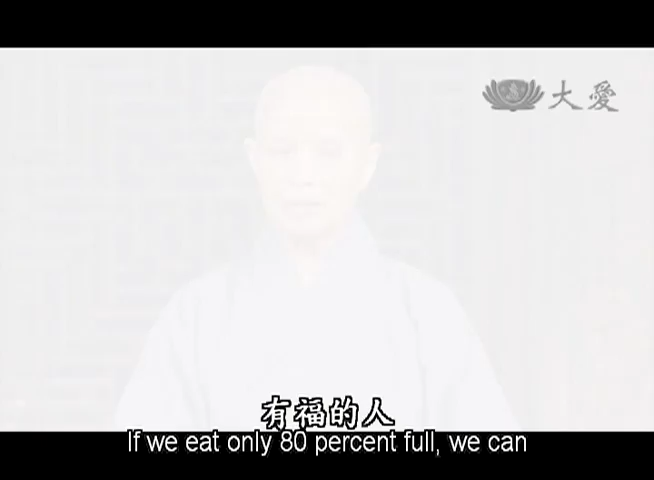 大愛
有福的人
If we eat only 80 percent full, we can